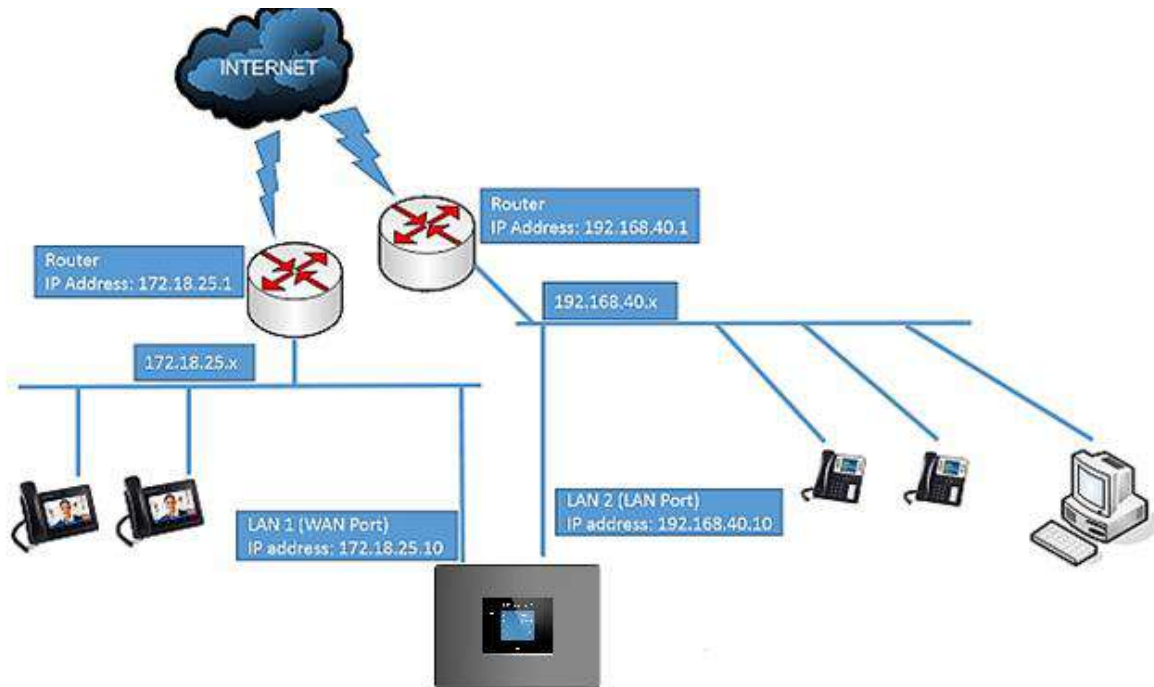 INTERNET
Router
IP Address: 192.168.40.1
Router
IP Address: 172.18.25.1
192.168.40.x
172.18.25.x
LAN 1 (WAN Port)
IP address: 172.18.25.10
LAN 2 (LAN Port)
IP address: 192.168.40.10